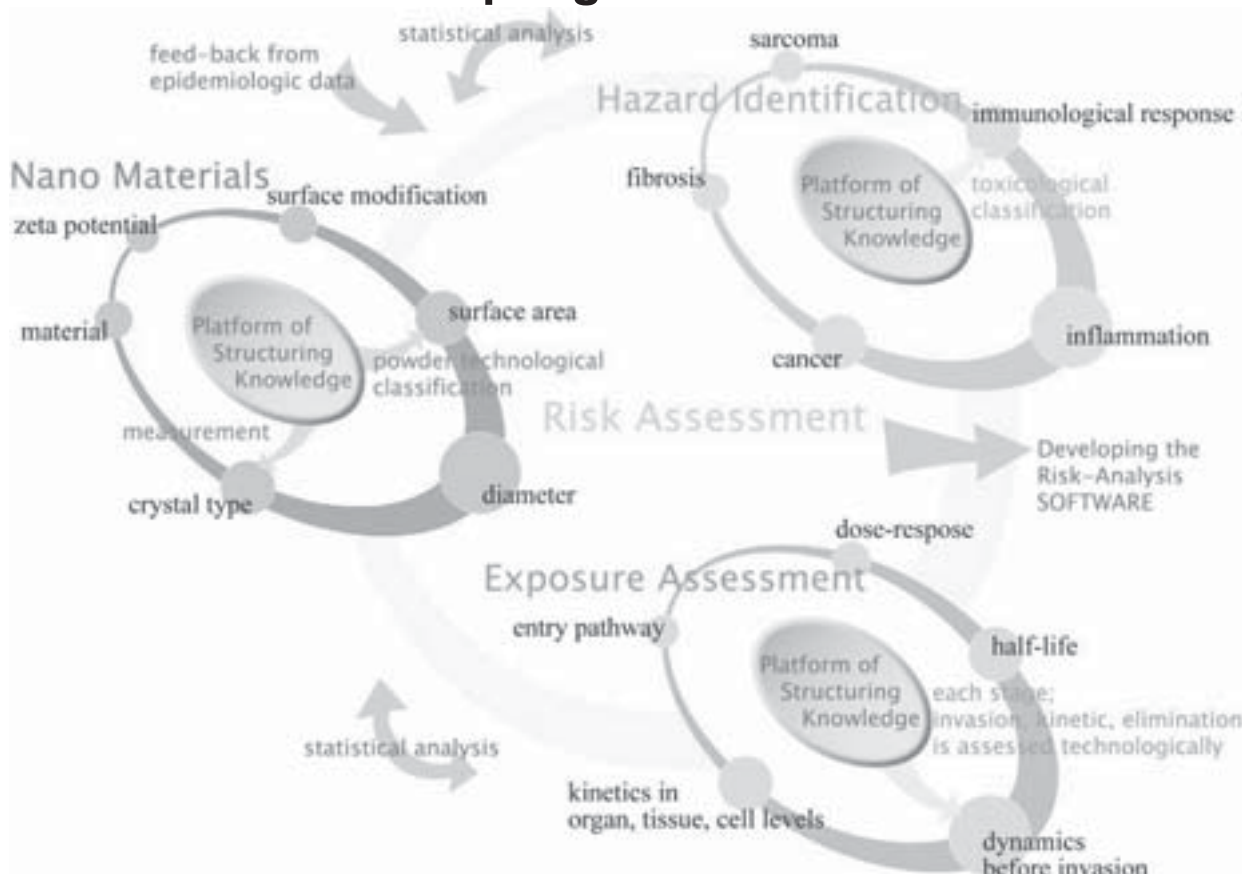 statistical analysis
feed-back from
epidemiologic data
sarcoma
Hazard Identification
immunological response
fibrosis
Platform of
Structuring
Knowledge
toxicological
classification
inflammation
cancer
Nano Materials
surface modification
zeta potential
surface area
material
Platform of
Structuring
Knowledge
powder technological
classification
measurement
crystal type
diameter
Risk Assessment
Developing the
Risk-Analysis
SOFTWARE
dose-respose
Exposure Assessment
entry pathway
half-life
Platform of
Structuring
Knowledge
each stage;
invasion, kinetic, elimination
is assessed technologically
statistical analysis
kinetics in
organ, tissue, cell levels
dynamics
before invasion